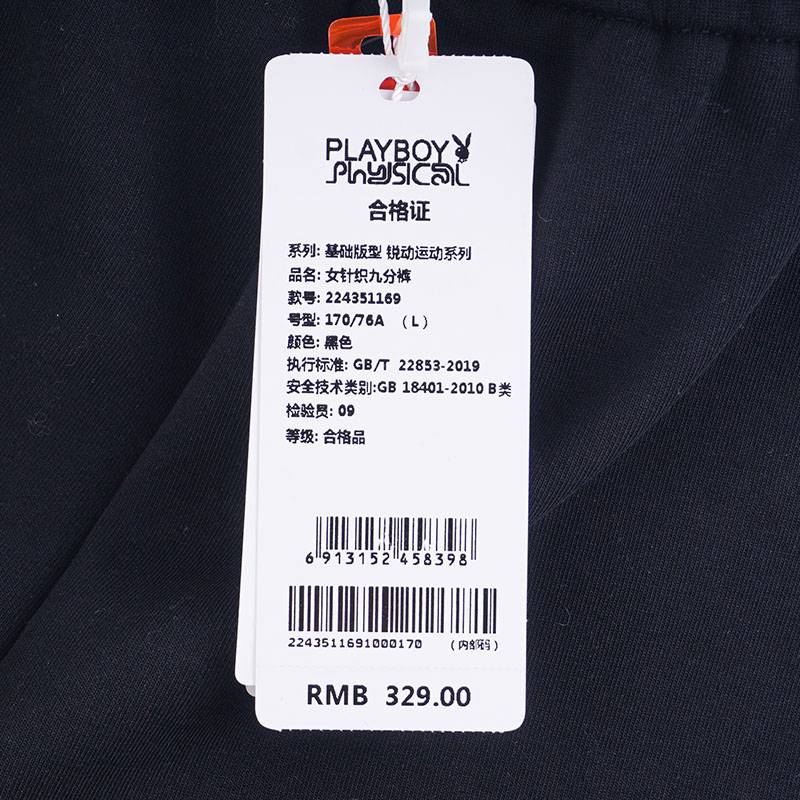 PLAYBOY
PhYSICAL
合格证
系列: 基础版型 锐动运动系列
品名: 女针织九分裤
款号: 224351169
号型: 170/76A （L）
颜色: 黑色
执行标准: GB/T 22853-2019
安全技术类别:GB 18401-2010 B类
检验员: 09
等级: 合格品
6 913152 458398
2243511691000170 （内部码）
RMB 329.00